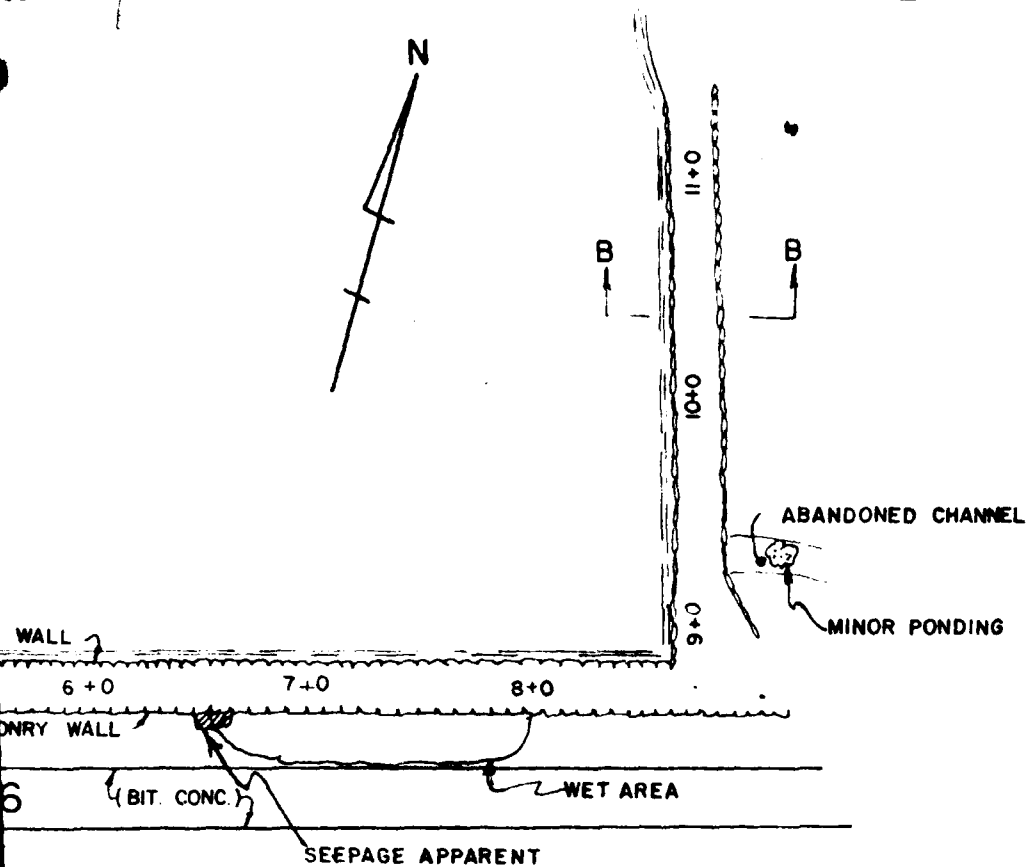 N
11+0
B B
10+0
ABANDONED CHANNEL
MINOR PONDING
9+0
WALL
6+0 7+0 8+0
ONRY WALL
WET AREA
6
(BIT. CONC.)
SEEPAGE APPARENT